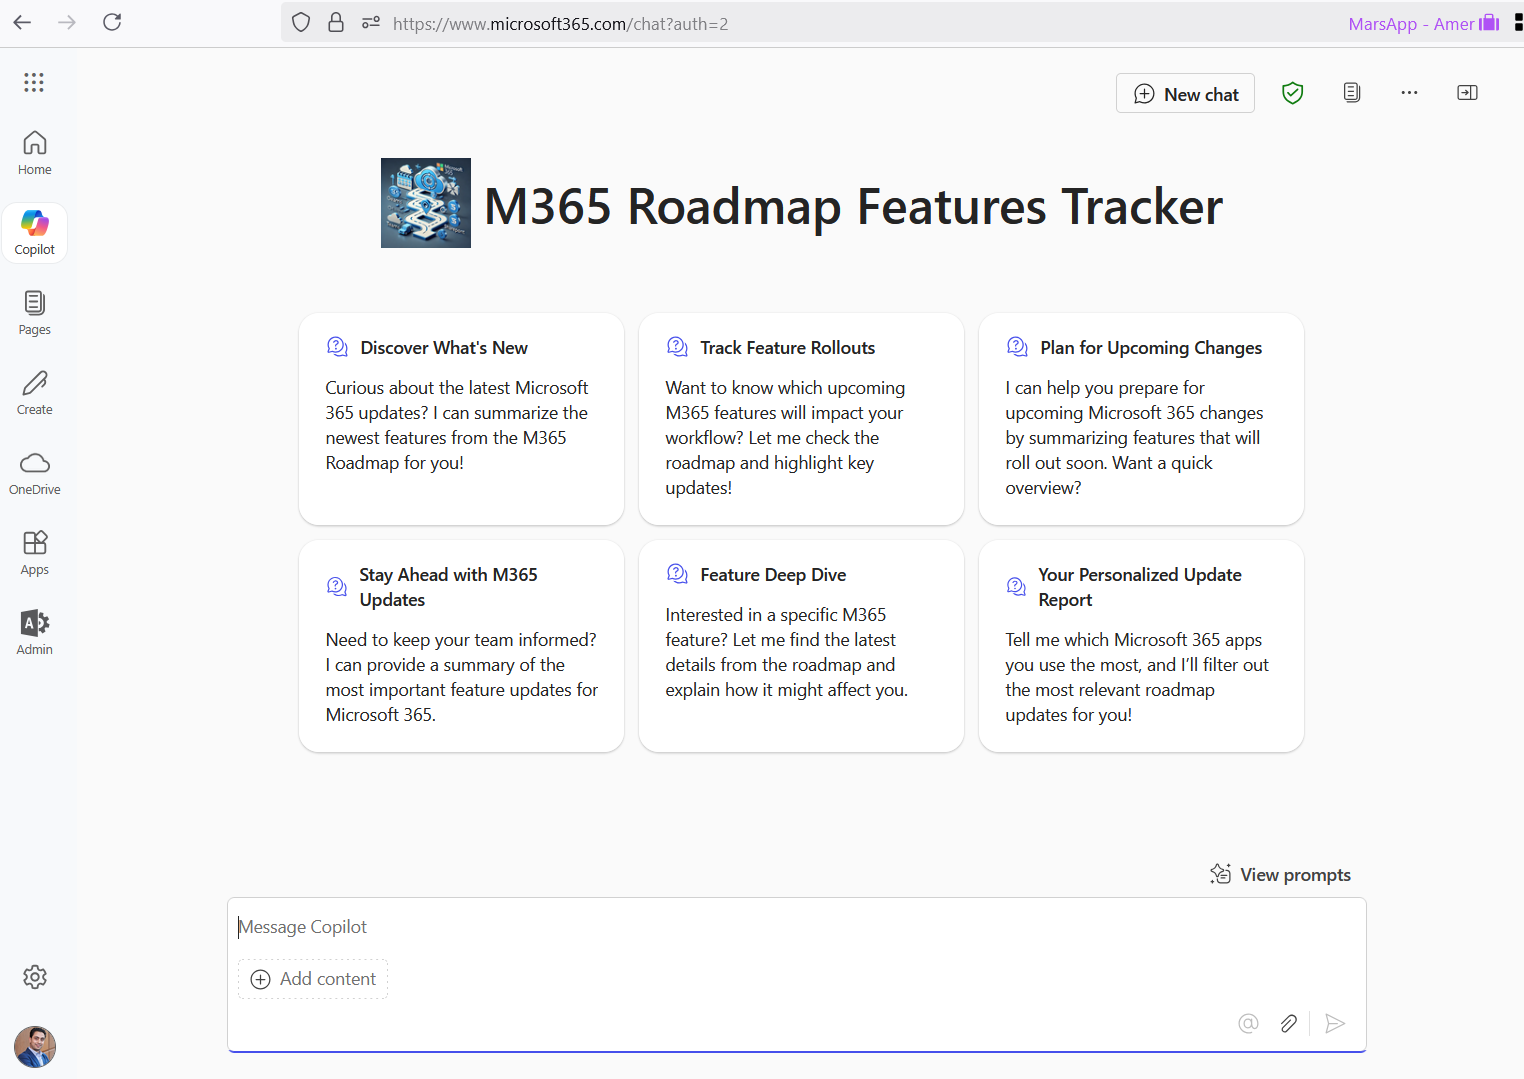 https://www.microsoft365.com/chat?auth=2
MarsApp - Amer
New chat
Home
Copilot
Pages
Create
OneDrive
Apps
Admin
M365 Roadmap Features Tracker
Discover What's New
Curious about the latest Microsoft
365 updates? I can summarize the
newest features from the M365
Roadmap for you!
Track Feature Rollouts
Want to know which upcoming
M365 features will impact your
workflow? Let me check the
roadmap and highlight key
updates!
Plan for Upcoming Changes
I can help you prepare for
upcoming Microsoft 365 changes
by summarizing features that will
roll out soon. Want a quick
overview?
Stay Ahead with M365
Updates
Need to keep your team informed?
I can provide a summary of the
most important feature updates for
Microsoft 365.
Feature Deep Dive
Interested in a specific M365
feature? Let me find the latest
details from the roadmap and
explain how it might affect you.
Your Personalized Update
Report
Tell me which Microsoft 365 apps
you use the most, and I’ll filter out
the most relevant roadmap
updates for you!
View prompts
Message Copilot
Add content